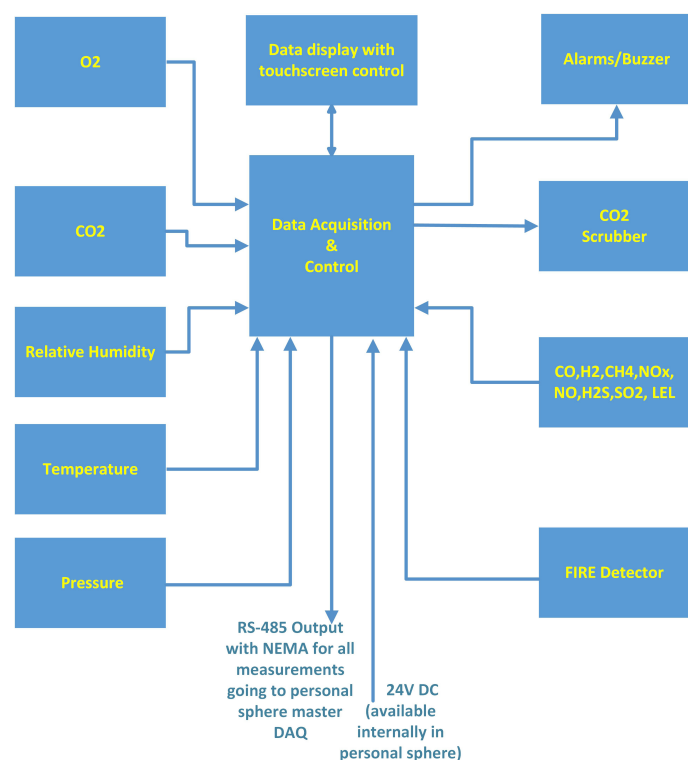 O2
Data display with
touchscreen control
Alarms/Buzzer
CO2
Data Acquisition
&
Control
CO2
Scrubber
Relative Humidity
CO,H2,CH4,NOx,
NO,H2S,SO2, LEL
Temperature
Pressure
FIRE Detector
RS-485 Output
with NEMA for all
measurements
going to personal
sphere master
DAQ
24V DC
(available
internally in
personal sphere)